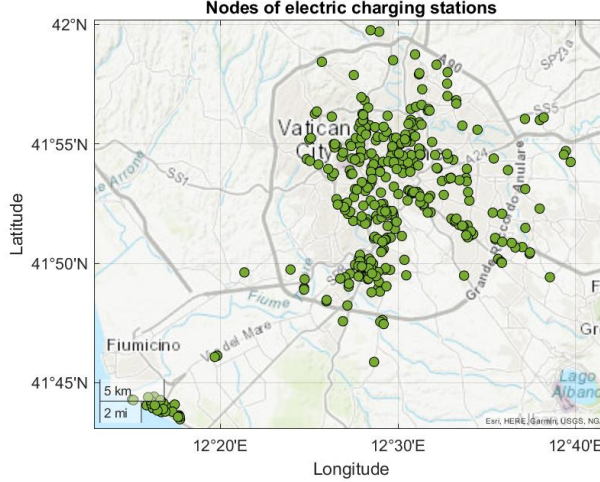 Nodes of electric charging stations
42°N
A90
SP23a
SS5
Vatican
City
41°55'N
A24
SS1
Arrone
Latitude
Grande Raccordo Anulare
41°50'N
Fiume
Via del Mare
Fiumicino
41°45'N
5 km
2 mi
Lago
Albano
Esri, HERE, Garmin, USGS, NG
12°20'E
12°30'E
12°40'E
Longitude